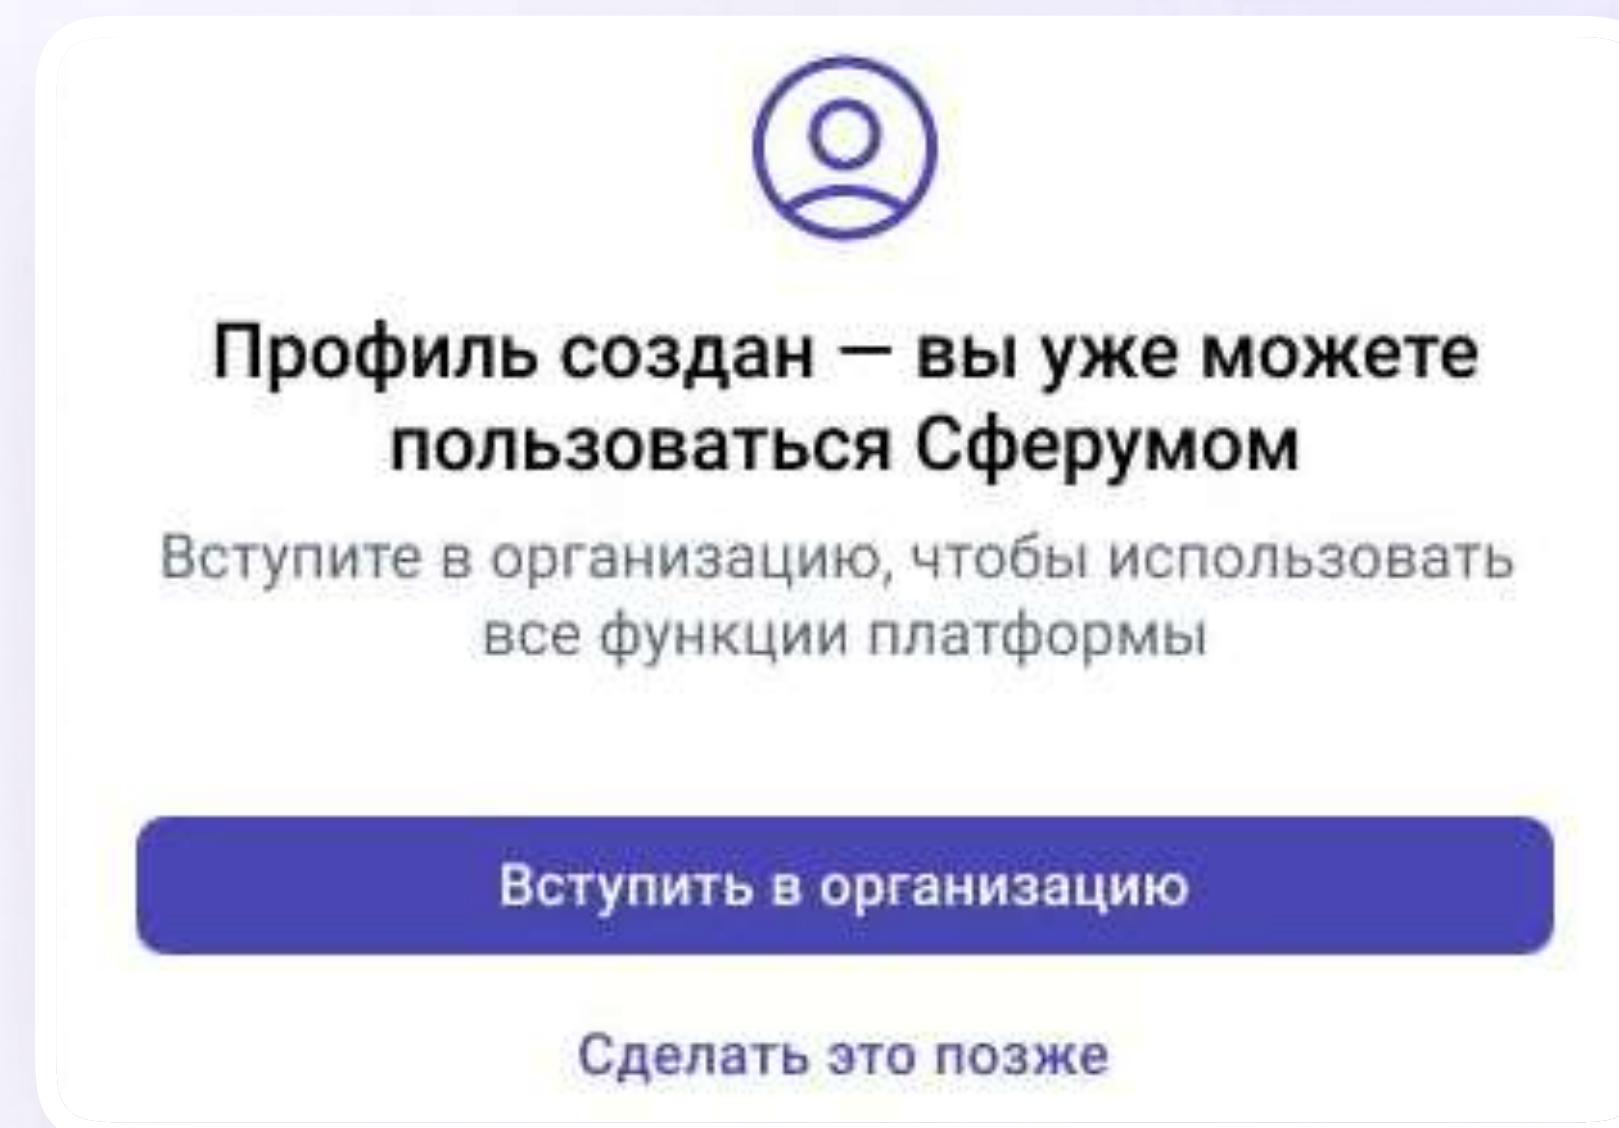 Профиль создан — вы уже можете
пользоваться Сферумом
Вступите в организацию, чтобы использовать
все функции платформы
Вступить в организацию
Сделать это позже